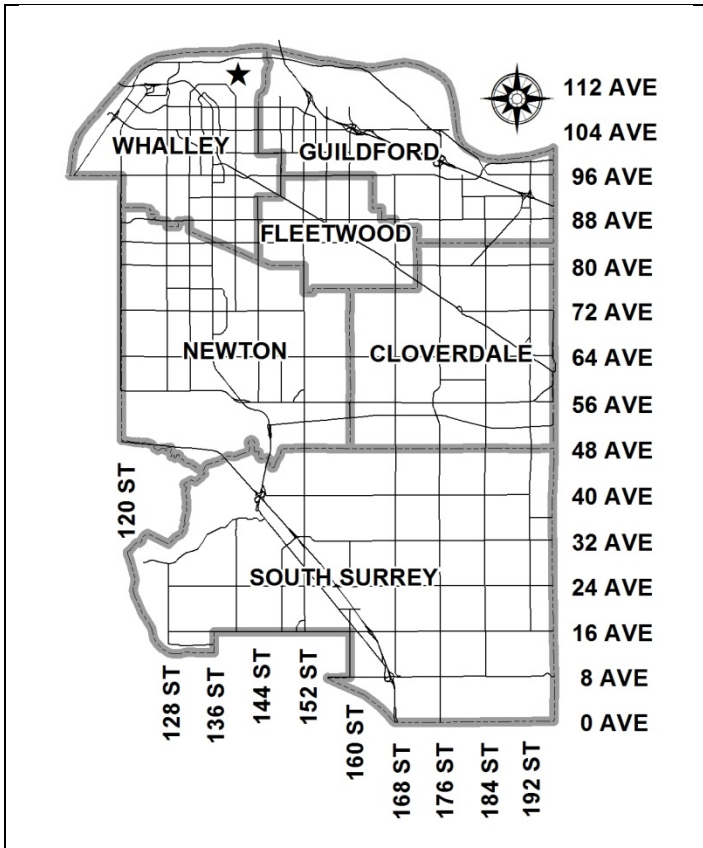 112 AVE
104 AVE
WHALLEY
GUILDFORD
96 AVE
88 AVE
FLEETWOOD
80 AVE
72 AVE
NEWTON
CLOVERDALE
64 AVE
56 AVE
48 AVE
120 ST
40 AVE
32 AVE
SOUTH SURREY
24 AVE
16 AVE
128 ST
136 ST
144 ST
152 ST
160 ST
168 ST
176 ST
184 ST
192 ST
8 AVE
0 AVE